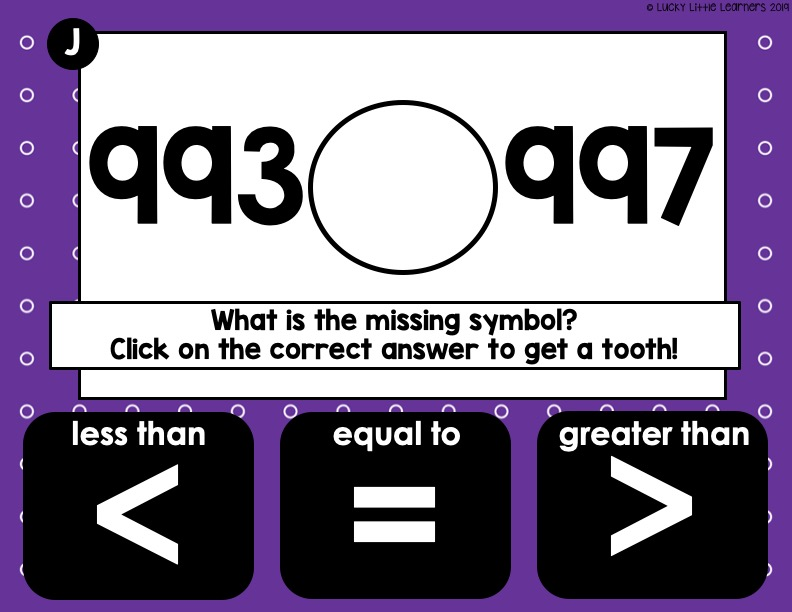 © Lucky Little Learners 2019
J
993 997
What is the missing symbol?
Click on the correct answer to get a tooth!
less than equal to greater than
< = >